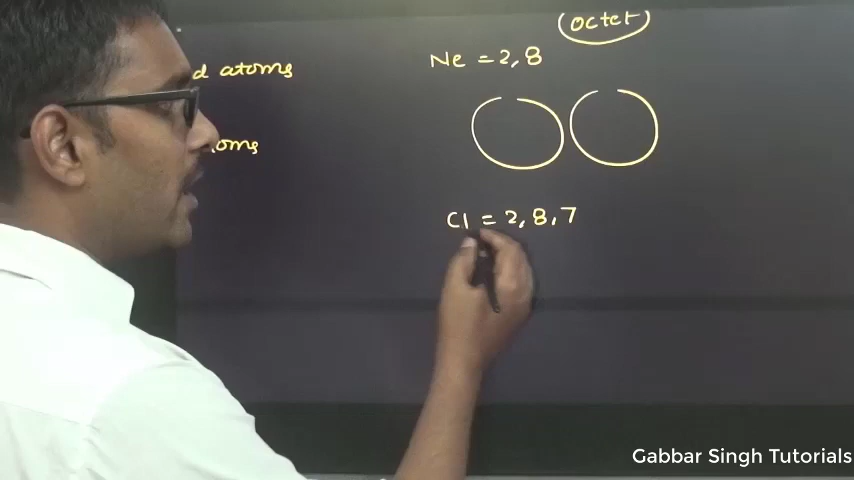 octet
d atoms
Ne = 2, 8
oms
Cl = 2, 8, 7
Gabbar Singh Tutorials